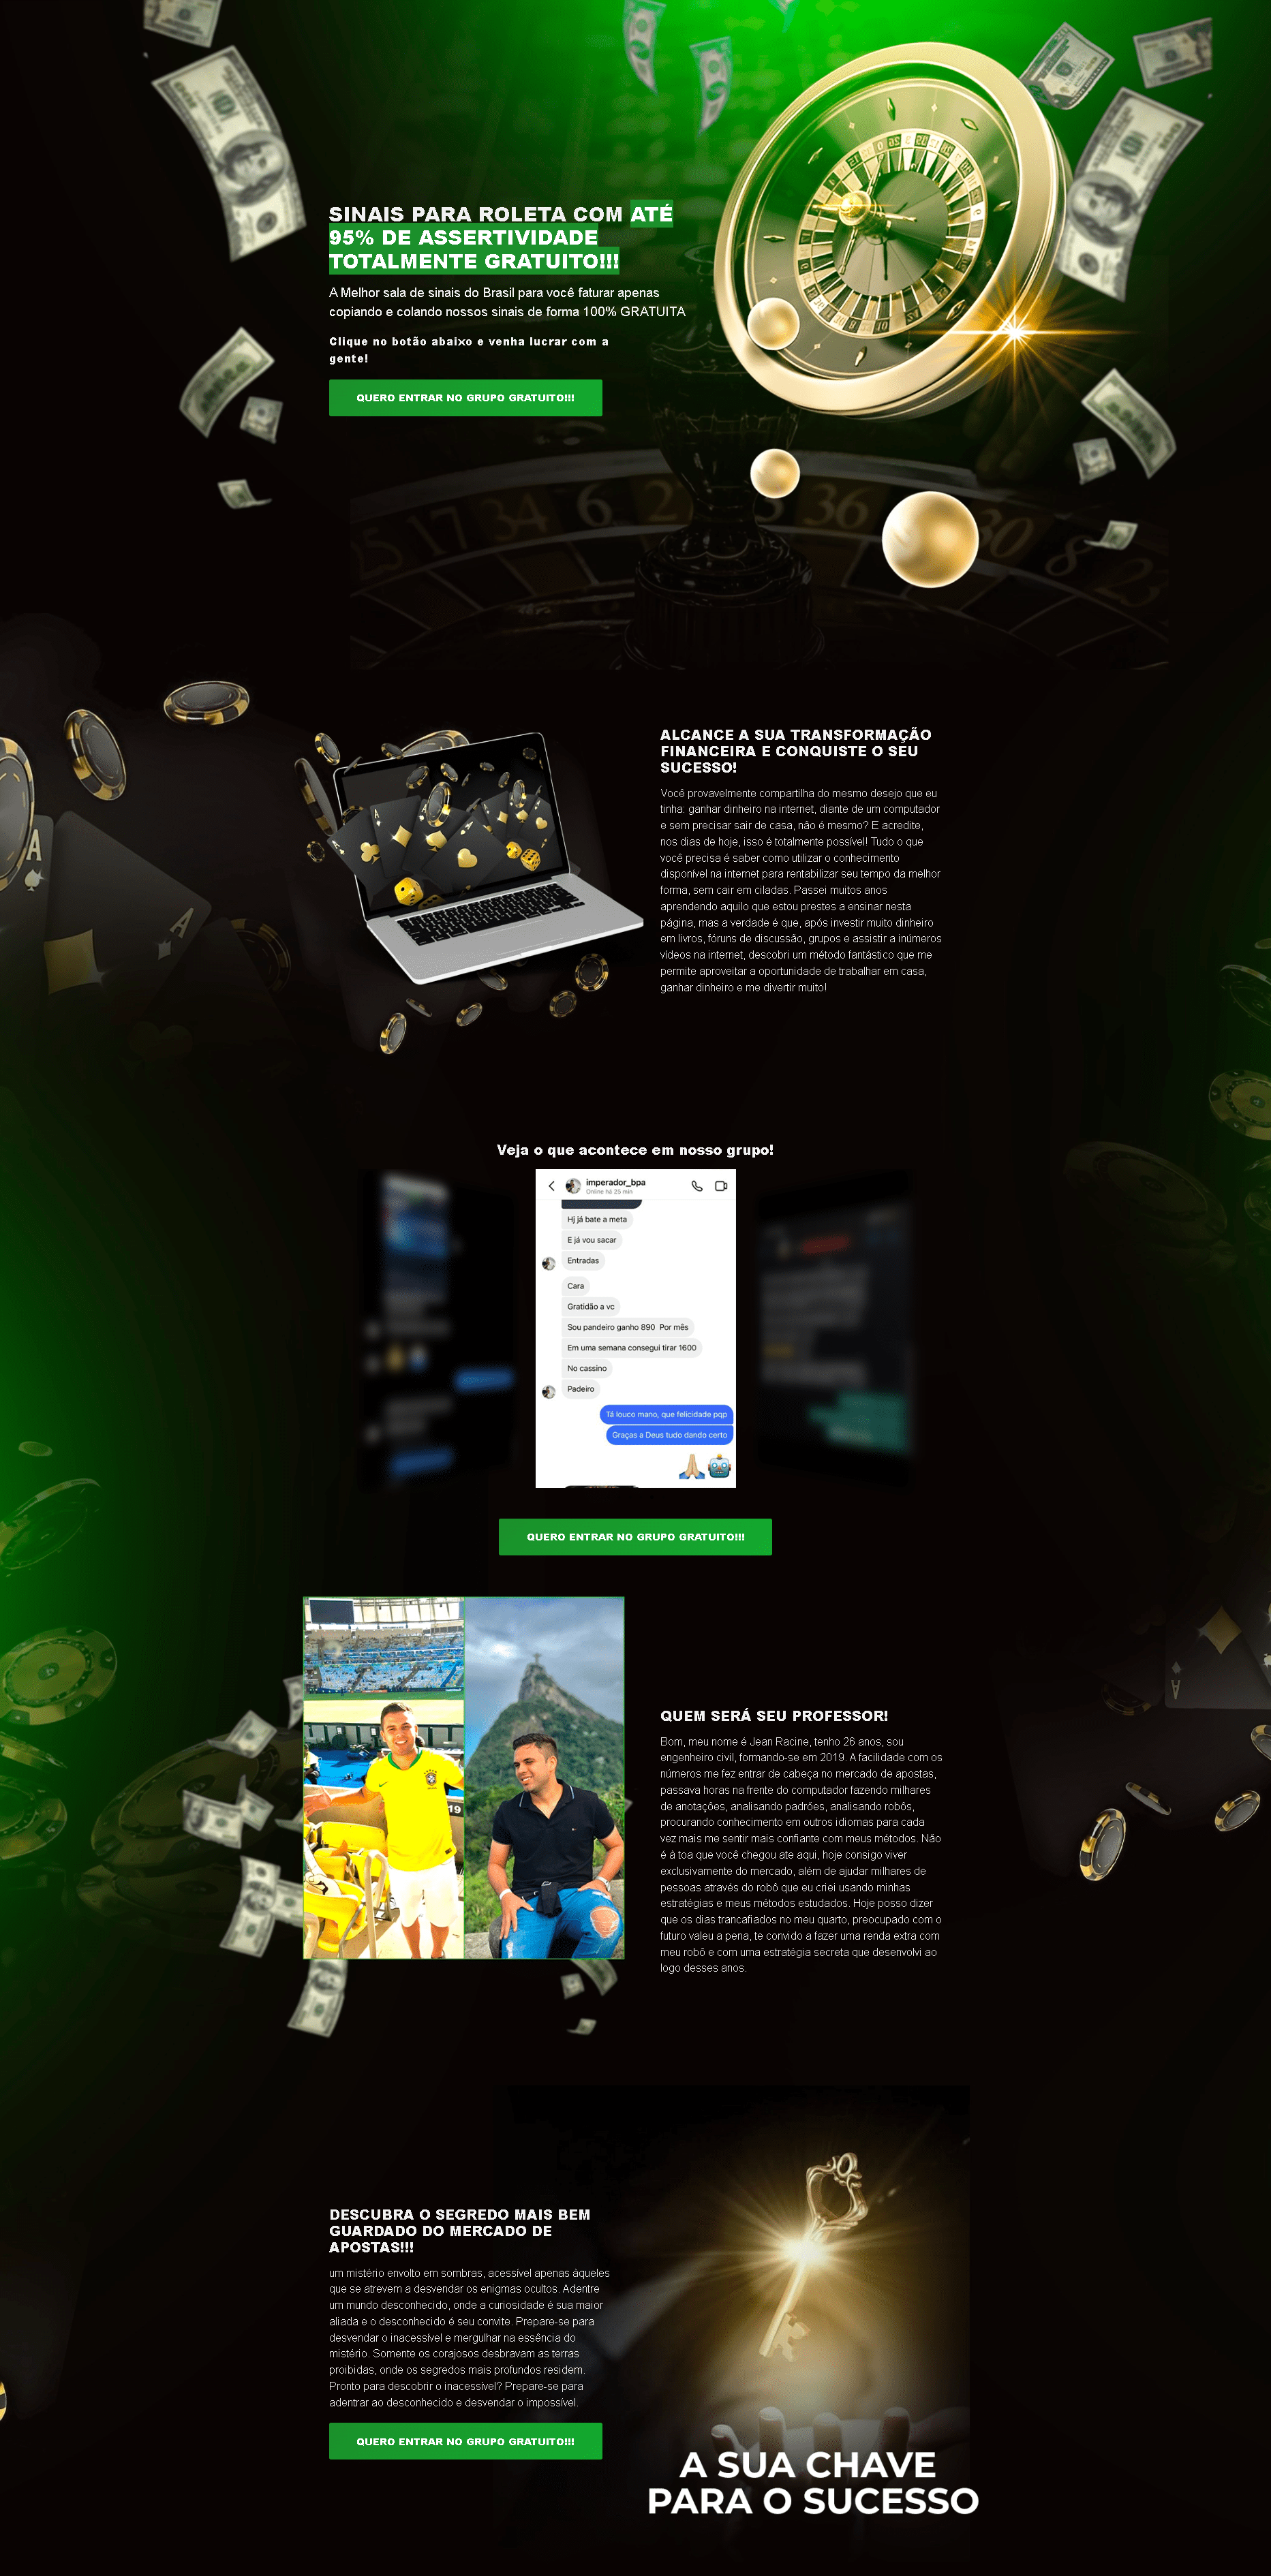 SINAIS PARA ROLETA COM ATÉ
95% DE ASSERTIVIDADE
TOTALMENTE GRATUITO!!!
A Melhor sala de sinais do Brasil para você faturar apenas
copiando e colando nossos sinais de forma 100% GRATUITA
Clique no botão abaixo e venha lucrar com a
gente!
QUERO ENTRAR NO GRUPO GRATUITO!!!
17 34 6 2 36 30
ALCANCE A SUA TRANSFORMAÇÃO
FINANCEIRA E CONQUISTE O SEU
SUCESSO!
Você provavelmente compartilha do mesmo desejo que eu
tinha: ganhar dinheiro na internet, diante de um computador
e sem precisar sair de casa, não é mesmo? E acredite,
nos dias de hoje, isso é totalmente possível! Tudo o que
você precisa é saber como utilizar o conhecimento
disponível na internet para rentabilizar seu tempo da melhor
forma, sem cair em ciladas. Passei muitos anos
aprendendo aquilo que estou prestes a ensinar nesta
página, mas a verdade é que, após investir muito dinheiro
em livros, fóruns de discussão, grupos e assistir a inúmeros
vídeos na internet, descobri um método fantástico que me
permite aproveitar a oportunidade de trabalhar em casa,
ganhar dinheiro e me divertir muito!
Veja o que acontece em nosso grupo!
imperador_bpa
Online há 23 min
Hj já bate a meta
E já vou sacar
Entradas
Cara
Gratidão a vc
Sou pandeiro ganho 890 Por mês
Em uma semana consegui tirar 1600
No cassino
Padeiro
Tá louco mano, que felicidade pqp
Graças a Deus tudo dando certo
QUERO ENTRAR NO GRUPO GRATUITO!!!
QUEM SERÁ SEU PROFESSOR!
Bom, meu nome é Jean Racine, tenho 26 anos, sou
engenheiro civil, formando-se em 2019. A facilidade com os
números me fez entrar de cabeça no mercado de apostas,
passava horas na frente do computador fazendo milhares
de anotações, analisando padrões, analisando robôs,
procurando conhecimento em outros idiomas para cada
vez mais me sentir mais confiante com meus métodos. Não
é à toa que você chegou ate aqui, hoje consigo viver
exclusivamente do mercado, além de ajudar milhares de
pessoas através do robô que eu criei usando minhas
estratégias e meus métodos estudados. Hoje posso dizer
que os dias trancafiados no meu quarto, preocupado com o
futuro valeu a pena, te convido a fazer uma renda extra com
meu robô e com uma estratégia secreta que desenvolvi ao
logo desses anos.
DESCUBRA O SEGREDO MAIS BEM
GUARDADO DO MERCADO DE
APOSTAS!!!
um mistério envolto em sombras, acessível apenas àqueles
que se atrevem a desvendar os enigmas ocultos. Adentre
um mundo desconhecido, onde a curiosidade é sua maior
aliada e o desconhecido é seu convite. Prepare-se para
desvendar o inacessível e mergulhar na essência do
mistério. Somente os corajosos desbravam as terras
proibidas, onde os segredos mais profundos residem.
Pronto para descobrir o inacessível? Prepare-se para
adentrar ao desconhecido e desvendar o impossível.
QUERO ENTRAR NO GRUPO GRATUITO!!!
A SUA CHAVE
PARA O SUCESSO